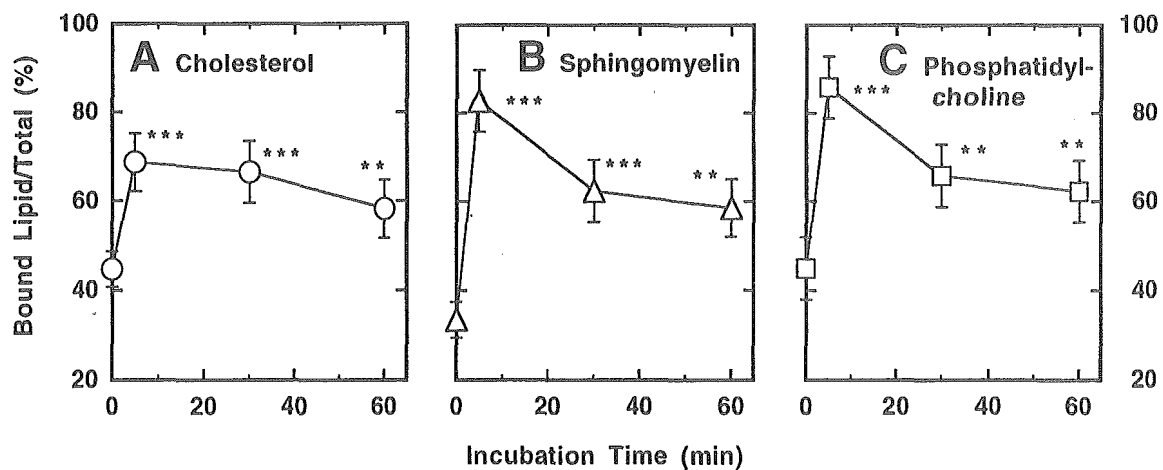 100
80
60
40
20
Bound Lipid/Total (%)
A Cholesterol
***
***
**
0 20 40 60
B Sphingomyelin
***
***
**
0 20 40 60
C Phosphatidyl-
choline
***
**
**
0 20 40 60
100
80
60
40
20
Incubation Time (min)